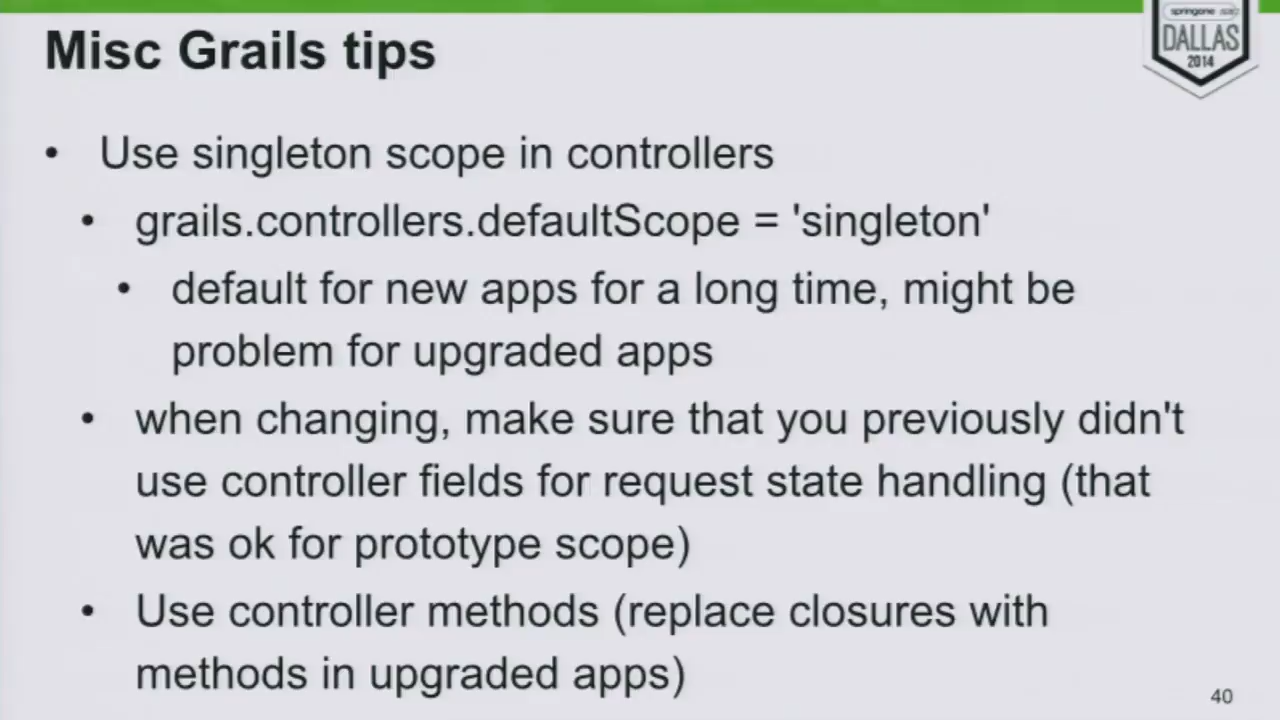 Misc Grails tips
springone
DALLAS
2014
• Use singleton scope in controllers
• grails.controllers.defaultScope = 'singleton'
• default for new apps for a long time, might be
problem for upgraded apps
• when changing, make sure that you previously didn't
use controller fields for request state handling (that
was ok for prototype scope)
• Use controller methods (replace closures with
methods in upgraded apps)
40